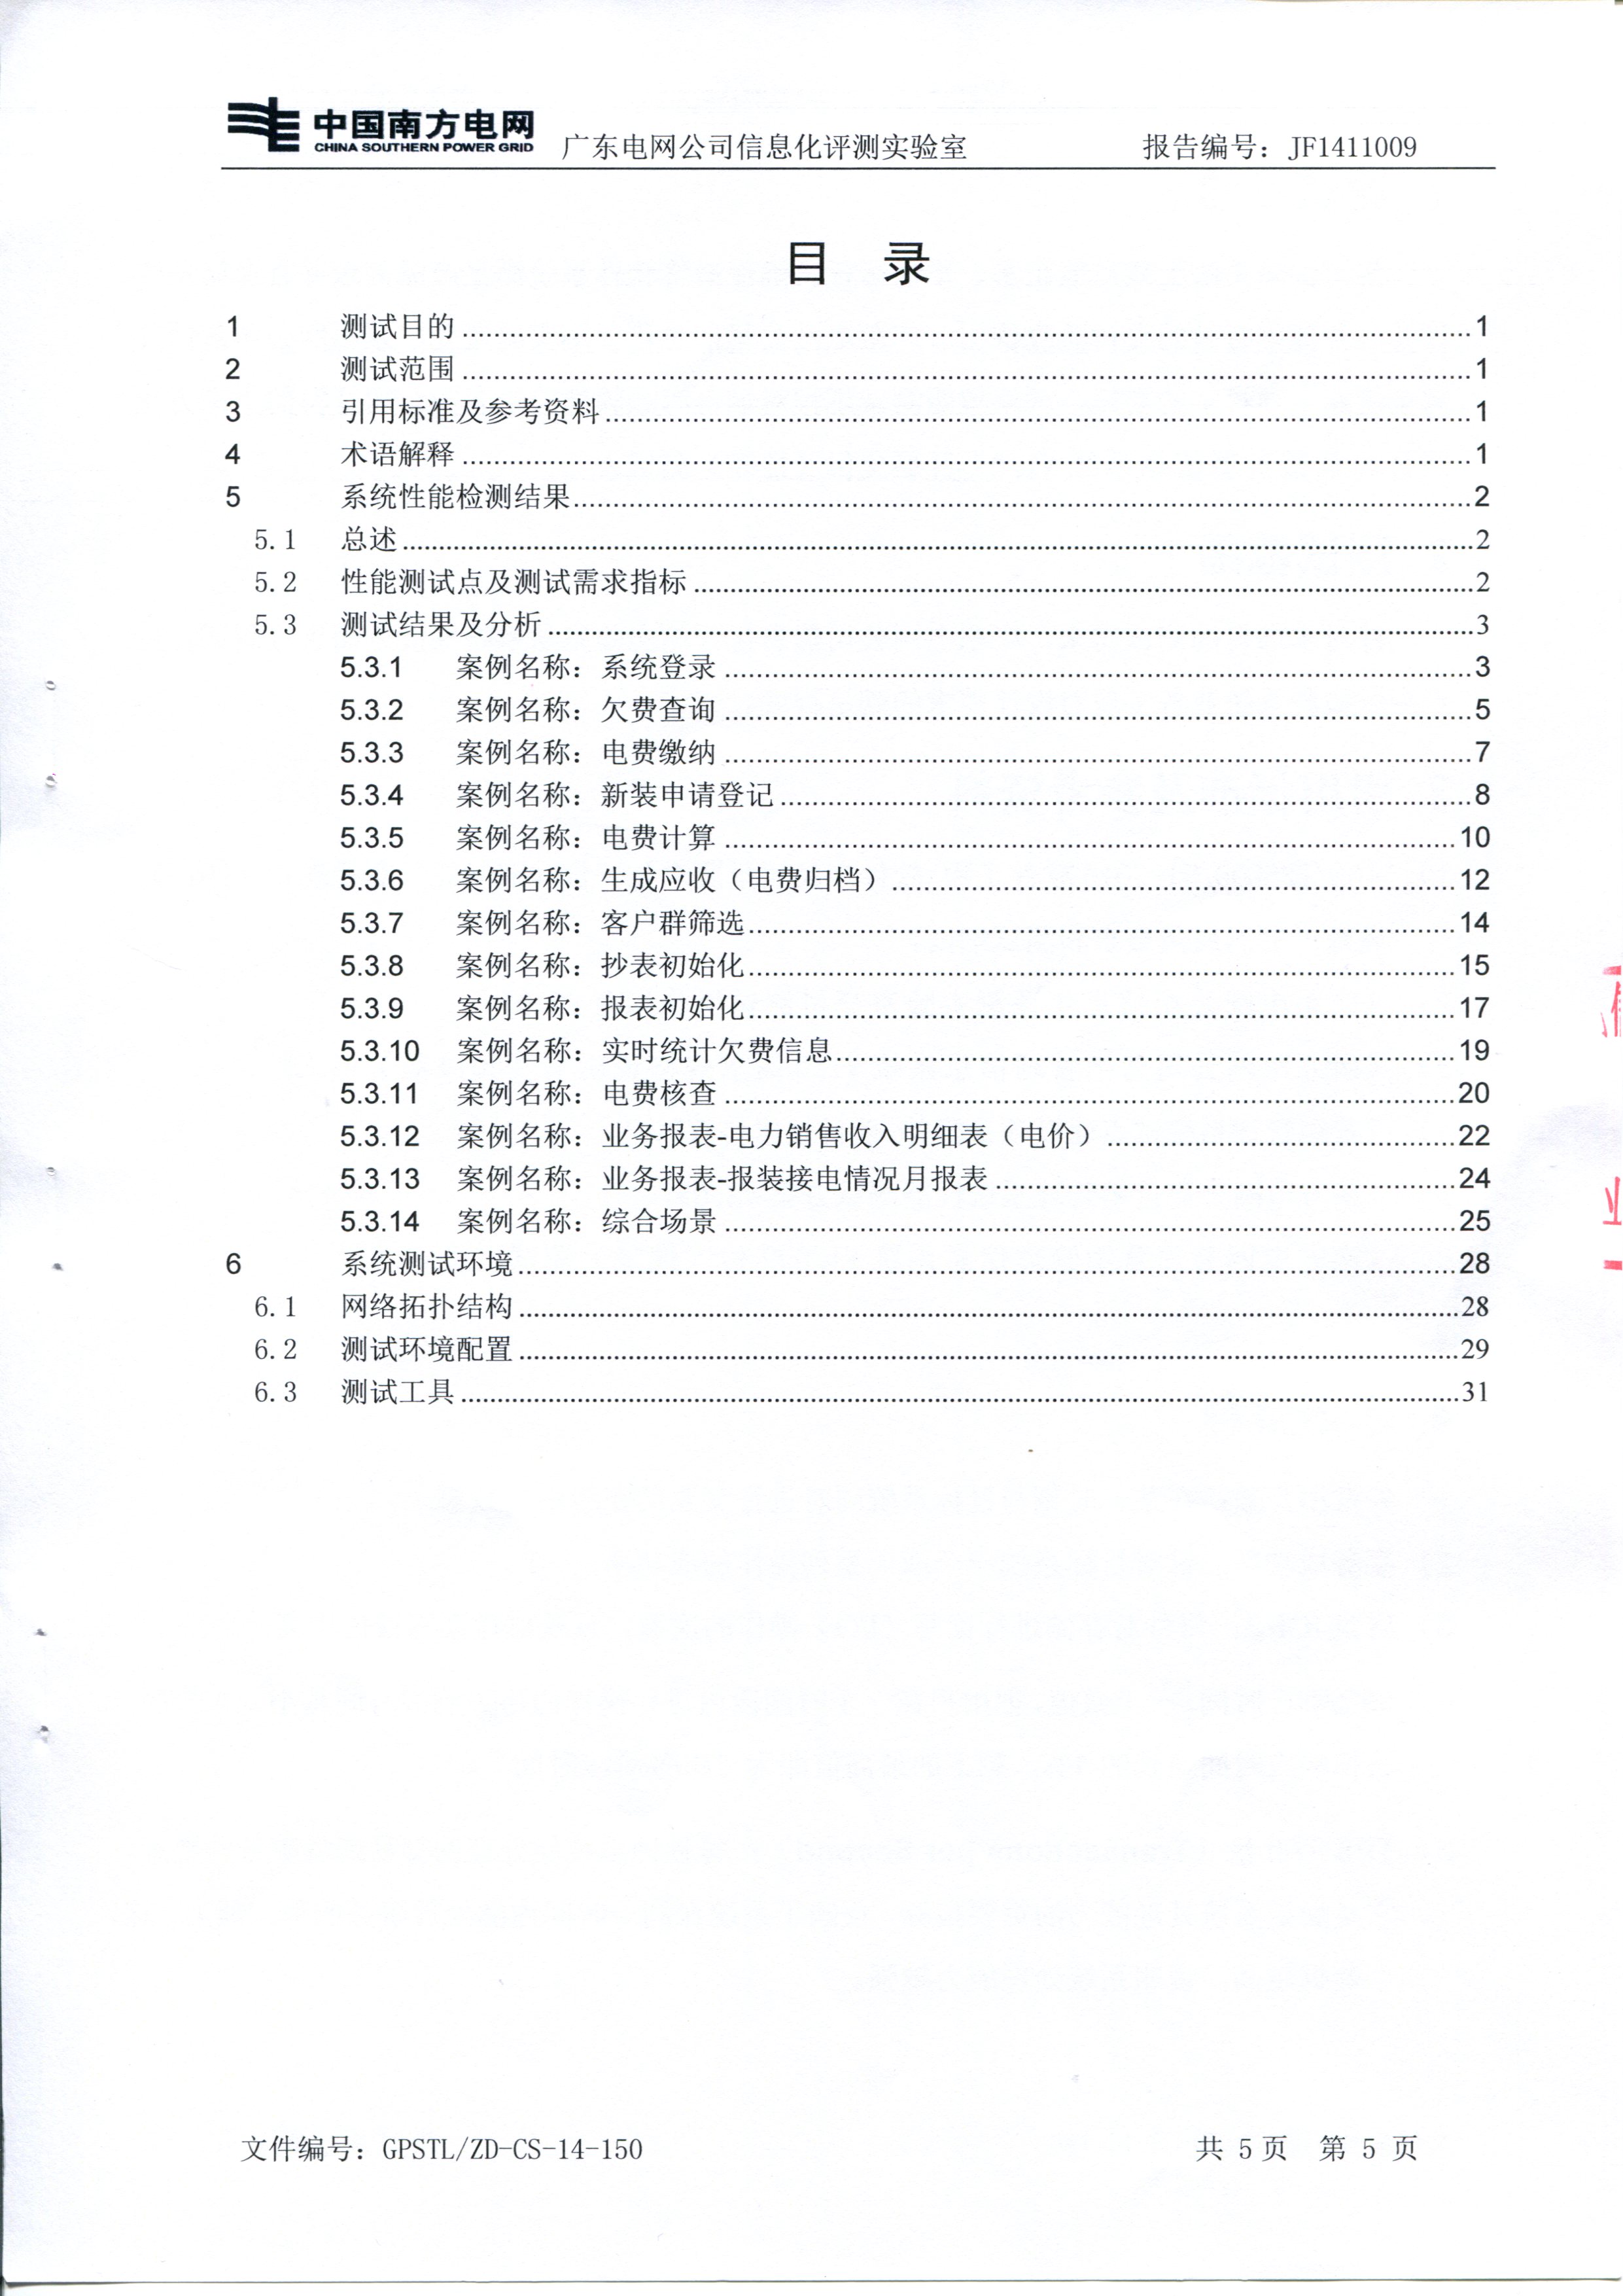 中国南方电网
CHINA SOUTHERN POWER GRID
广东电网公司信息化评测实验室 报告编号：JF1411009
目 录
1 测试目的 1
2 测试范围 1
3 引用标准及参考资料 1
4 术语解释 1
5 系统性能检测结果 2
5.1 总述 2
5.2 性能测试点及测试需求指标 2
5.3 测试结果及分析 3
5.3.1 案例名称：系统登录 3
5.3.2 案例名称：欠费查询 5
5.3.3 案例名称：电费缴纳 7
5.3.4 案例名称：新装申请登记 8
5.3.5 案例名称：电费计算 10
5.3.6 案例名称：生成应收（电费归档） 12
5.3.7 案例名称：客户群筛选 14
5.3.8 案例名称：抄表初始化 15
5.3.9 案例名称：报表初始化 17
5.3.10 案例名称：实时统计欠费信息 19
5.3.11 案例名称：电费核查 20
5.3.12 案例名称：业务报表-电力销售收入明细表（电价） 22
5.3.13 案例名称：业务报表-报装接电情况月报表 24
5.3.14 案例名称：综合场景 25
6 系统测试环境 28
6.1 网络拓扑结构 28
6.2 测试环境配置 29
6.3 测试工具 31
文件编号：GPSTL/ZD-CS-14-150 共 5 页 第 5 页